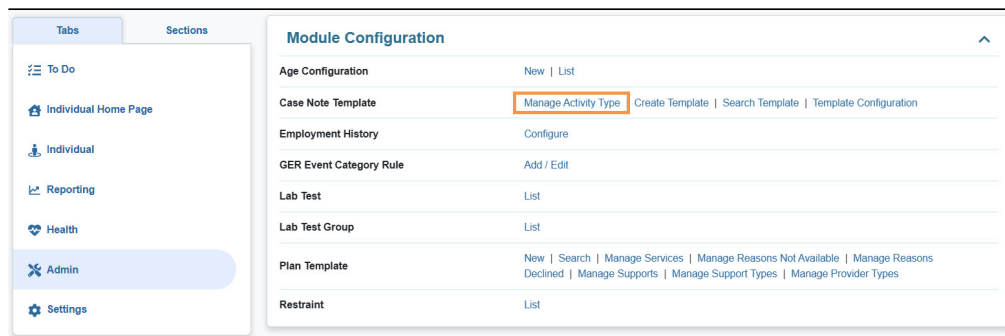 Tabs Sections
To Do
Individual Home Page
Individual
Reporting
Health
Admin
Settings
Module Configuration
Age Configuration New | List
Case Note Template Manage Activity Type Create Template | Search Template | Template Configuration
Employment History Configure
GER Event Category Rule Add / Edit
Lab Test List
Lab Test Group List
Plan Template New | Search | Manage Services | Manage Reasons Not Available | Manage Reasons
Declined | Manage Supports | Manage Support Types | Manage Provider Types
Restraint List